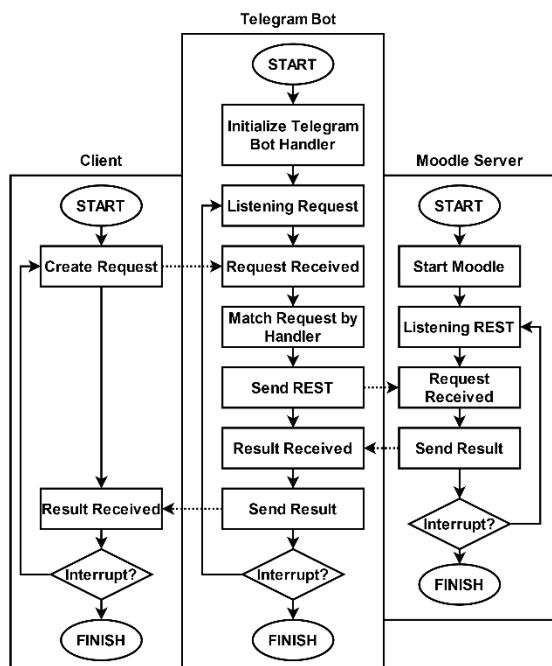 Telegram Bot
START
Initialize Telegram
Bot Handler
Listening Request
Request Received
Match Request by
Handler
Send REST
Result Received
Send Result
Interrupt?
FINISH
Client
START
Create Request
Result Received
Interrupt?
FINISH
Moodle Server
START
Start Moodle
Listening REST
Request
Received
Send Result
Interrupt?
FINISH